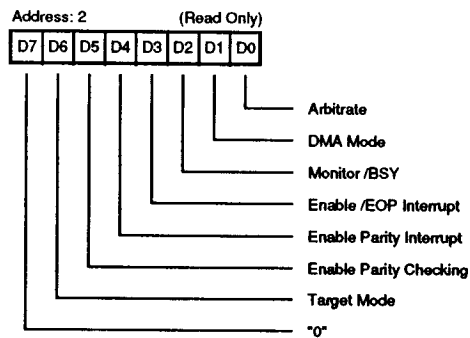 Address: 2 (Read Only)
D7 D6 D5 D4 D3 D2 D1 D0
Arbitrate
DMA Mode
Monitor /BSY
Enable /EOP Interrupt
Enable Parity Interrupt
Enable Parity Checking
Target Mode
"0"